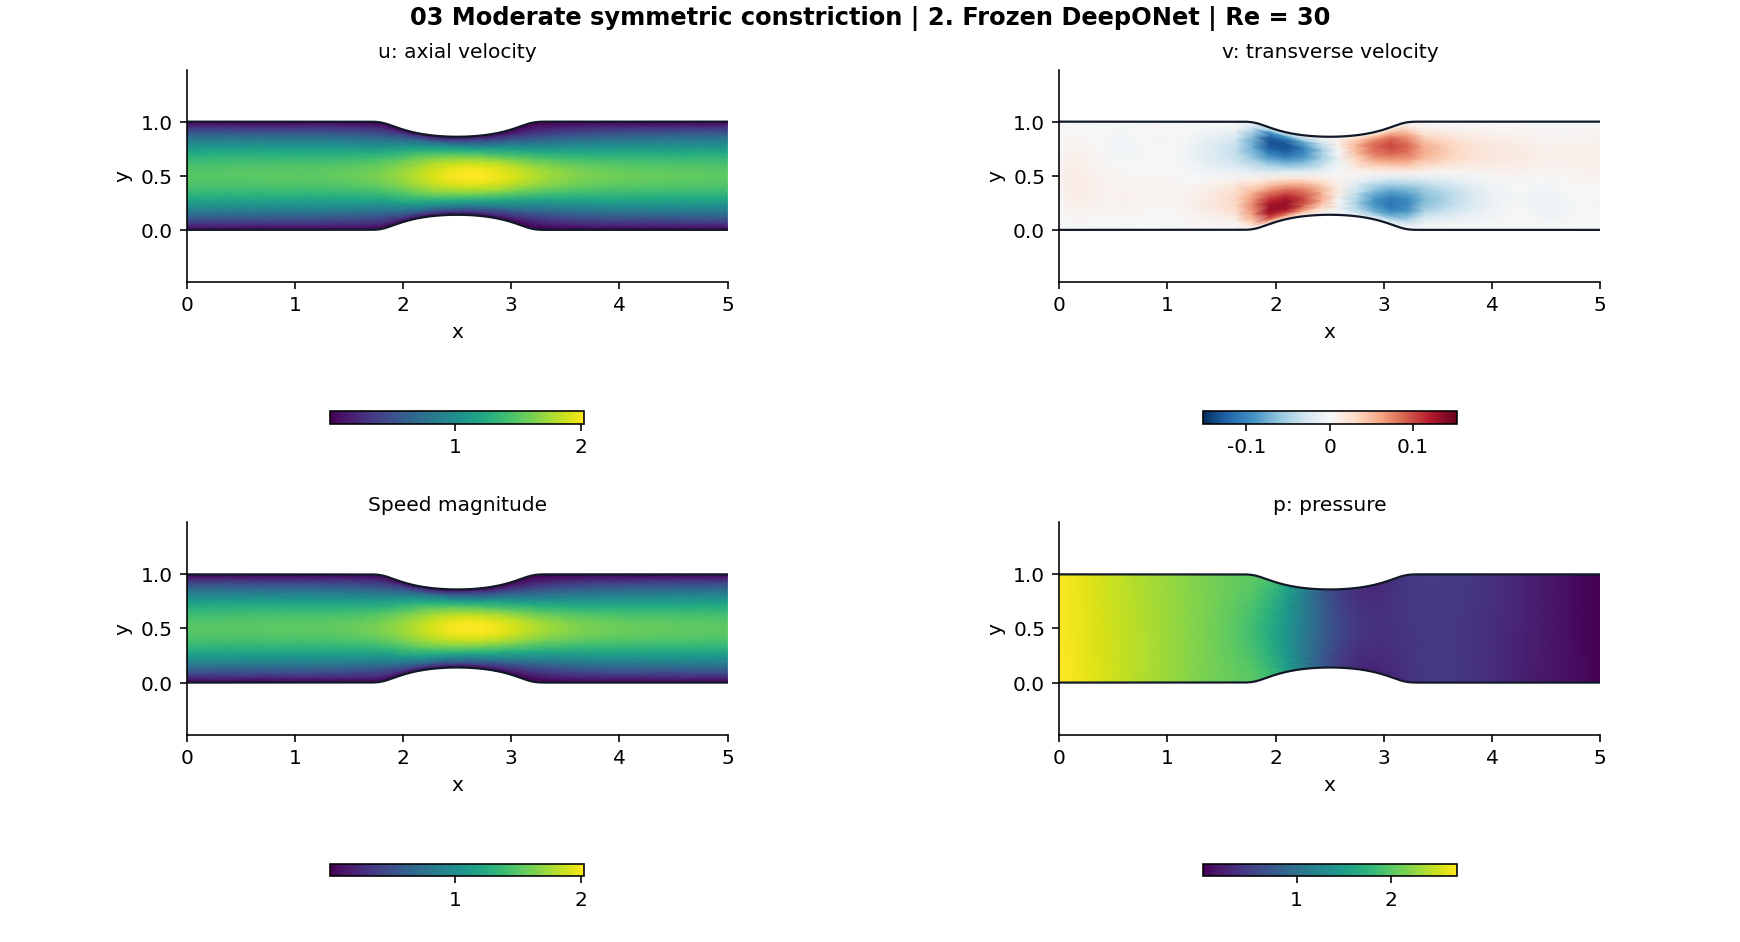 03 Moderate symmetric constriction | 2. Frozen DeepONet | Re = 30
u: axial velocity
y
1.0
0.5
0.0
0 1 2 3 4 5
x
1 2
v: transverse velocity
y
1.0
0.5
0.0
0 1 2 3 4 5
x
-0.1 0 0.1
Speed magnitude
y
1.0
0.5
0.0
0 1 2 3 4 5
x
1 2
p: pressure
y
1.0
0.5
0.0
0 1 2 3 4 5
x
1 2